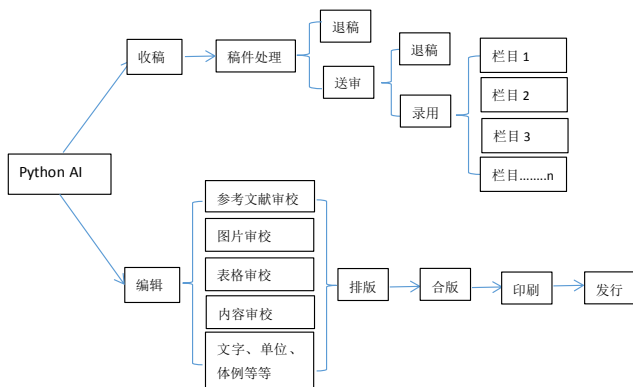 退稿
收稿
稿件处理
退稿
栏目 1
送审
栏目 2
录用
栏目 3
Python AI
栏目........n
参考文献审校
图片审校
编辑
表格审校
排版
合版
印刷
发行
内容审校
文字、单位、
体例等等